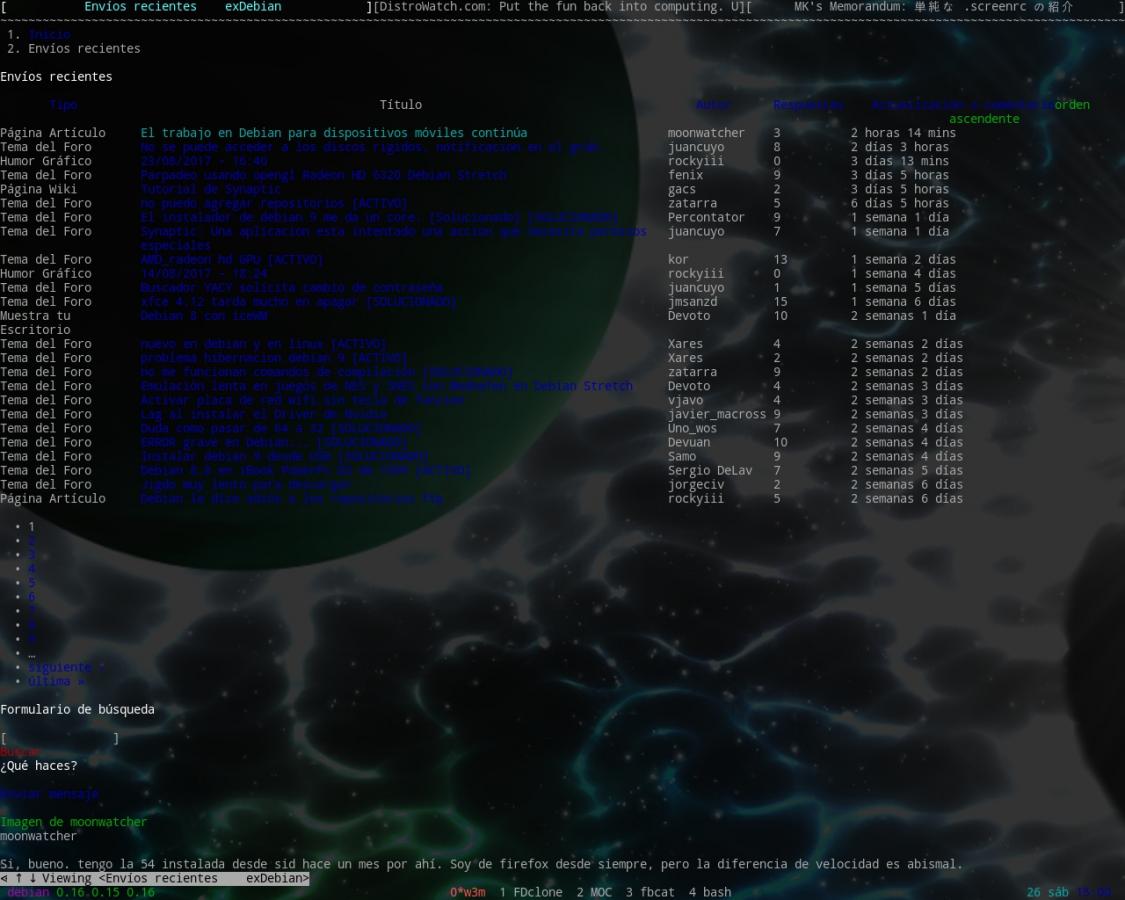 [ Envíos recientes exDebian ][DistroWatch.com: Put the fun back into computing. U][ MK's Memorandum: 単純な .screenrc の紹介 ]
1. Inicio
2. Envíos recientes
Envíos recientes
Tipo Título Autor Respuestas Actualización o comentario orden
ascendente
Página Artículo El trabajo en Debian para dispositivos móviles continúa moonwatcher 3 2 horas 14 mins
Tema del Foro No se puede acceder a los discos rigidos, notificacion en el grub. juancuyo 8 2 días 3 horas
Humor Gráfico 23/08/2017 - 16:40 rockyiii 0 3 días 13 mins
Tema del Foro Parpadeo usando opengl Radeon HD 6320 Debian Stretch fenix 9 3 días 5 horas
Página Wiki Tutorial de Synaptic gacs 2 3 días 5 horas
Tema del Foro no puedo agregar repositorios [ACTIVO] zatarra 5 6 días 5 horas
Tema del Foro El instalador de debian 9 me da un core. [Solucionado] [SOLUCIONADO] Percontator 9 1 semana 1 día
Tema del Foro Synaptic: Una aplicacion esta intentado una accion que necesita permisos juancuyo 7 1 semana 1 día
especiales
Tema del Foro AMD_radeon hd GPU [ACTIVO] kor 13 1 semana 2 días
Humor Gráfico 14/08/2017 - 18:24 rockyiii 0 1 semana 4 días
Tema del Foro Buscador YACY solicita cambio de contraseña juancuyo 1 1 semana 5 días
Tema del Foro xfce 4.12 tarda mucho en apagar [SOLUCIONADO] jmsanzd 15 1 semana 6 días
Muestra tu Debian 8 con iceWM Devoto 10 2 semanas 1 día
Escritorio
Tema del Foro nuevo en debian y en linux [ACTIVO] Xares 4 2 semanas 2 días
Tema del Foro problema hibernacion debian 9 [ACTIVO] Xares 2 2 semanas 2 días
Tema del Foro no me funcionan comandos de compilación [SOLUCIONADO] zatarra 9 2 semanas 2 días
Tema del Foro Emulación lenta en juegos de NES y SNES con Mednafen en Debian Stretch Devoto 4 2 semanas 3 días
Tema del Foro Activar placa de red wifi sin tecla de funcion vjavo 4 2 semanas 3 días
Tema del Foro Lag al instalar el Driver de Nvidia javier_macross 9 2 semanas 3 días
Tema del Foro Duda como pasar de 64 a 32 [SOLUCIONADO] Uno_wos 7 2 semanas 4 días
Tema del Foro ERROR grave en Debian... [SOLUCIONADO] Devuan 10 2 semanas 4 días
Tema del Foro Instalar debian 9 desde USB [SOLUCIONADO] Samo 9 2 semanas 4 días
Tema del Foro Debian 8.0 en iBook PowerPc G3 de [ACTIVO] Sergio DeLav 7 2 semanas 5 días
Tema del Foro Jigdo muy lento para descargar jorgeciv 2 2 semanas 6 días
Página Artículo Debian le dice adios a los repositorios ftp rockyiii 5 2 semanas 6 días
• 1
• 2
• 3
• 4
• 5
• 6
• 7
• 8
• 9
• …
• siguiente ›
• última »
Formulario de búsqueda
[ ]
Buscar
¿Qué haces?
Enviar mensaje
Imagen de moonwatcher
moonwatcher
Si, bueno. tengo la 54 instalada desde sid hace un mes por ahí. Soy de firefox desde siempre, pero la diferencia de velocidad es abismal.
< ↑ ↓ Viewing <Envíos recientes exDebian>
debian 0.16 0.15 0.16 0*w3m 1 FDclone 2 MOC 3 fbcat 4 bash 26 sáb 15:00